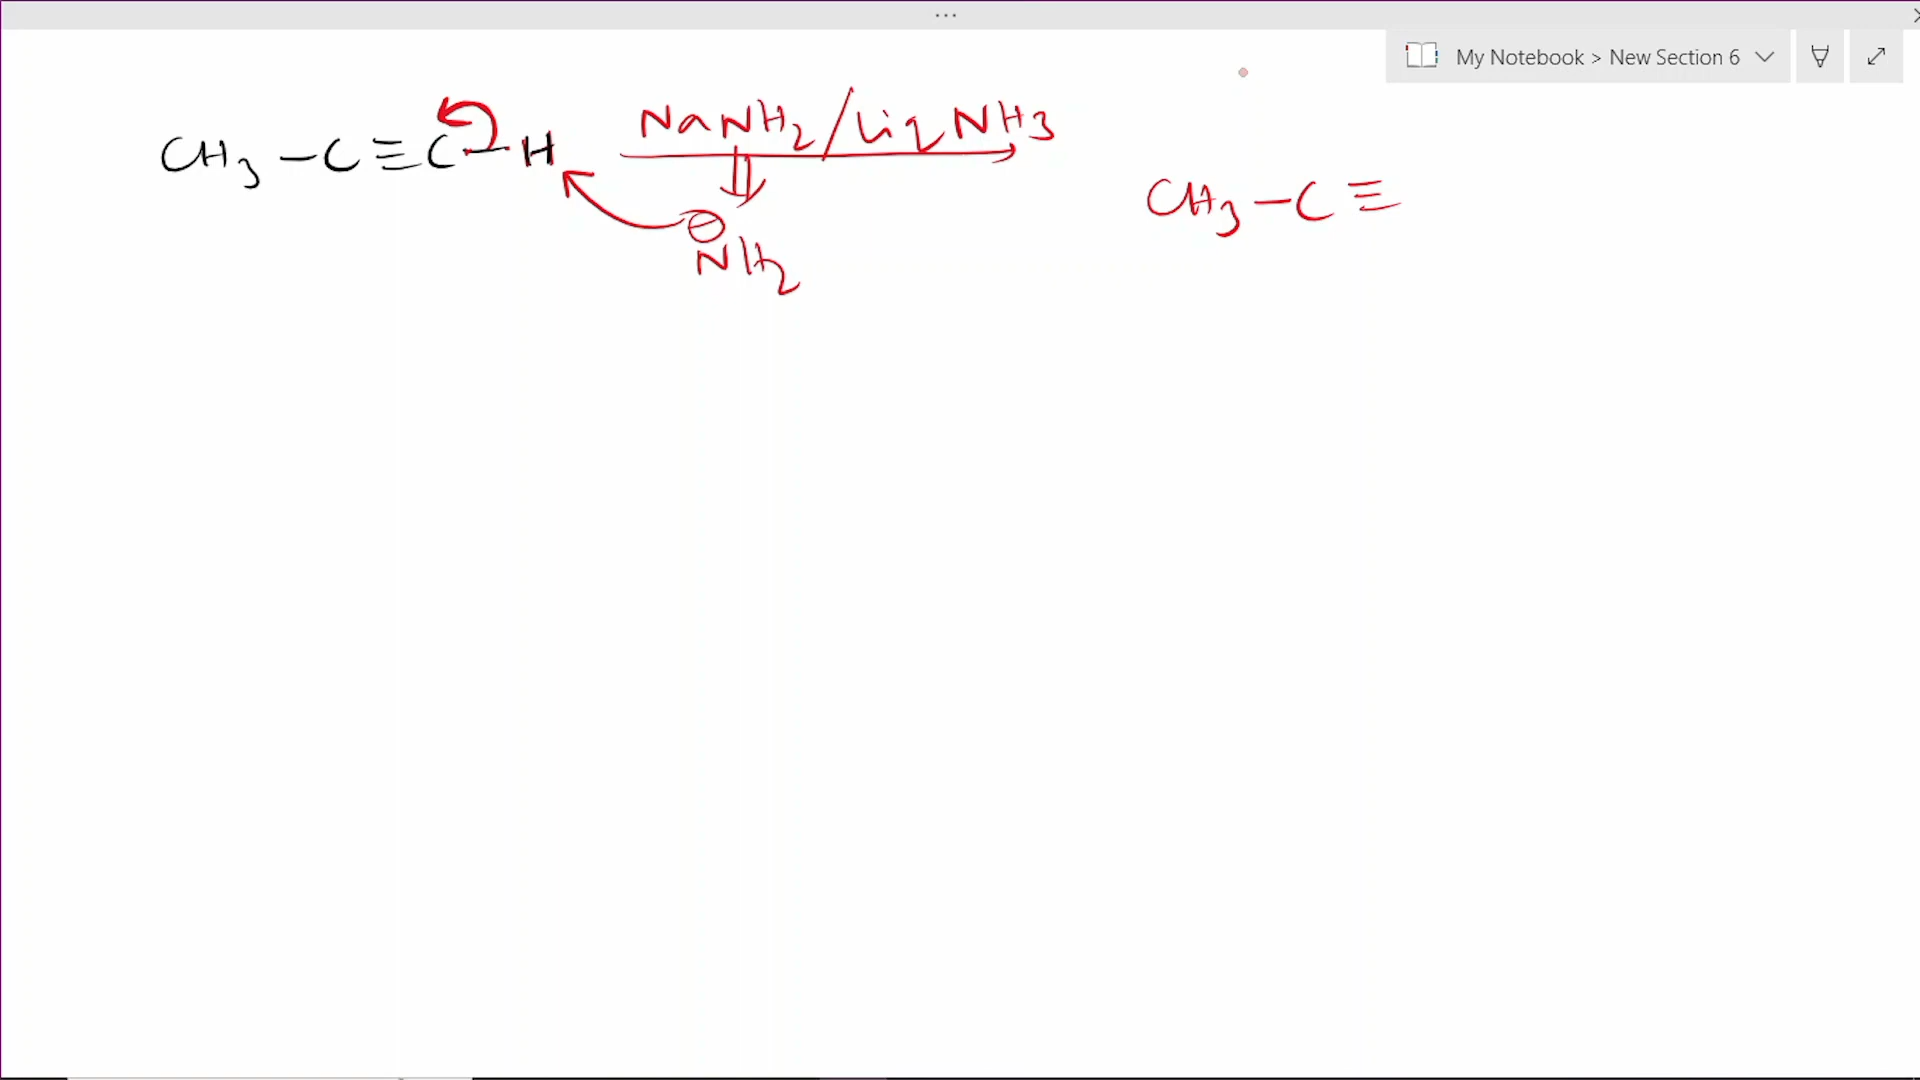 ...
My Notebook > New Section 6
CH3 - C ≡ C - H NaNH2/Liq NH3
CH3 - C ≡
⊖
NH2